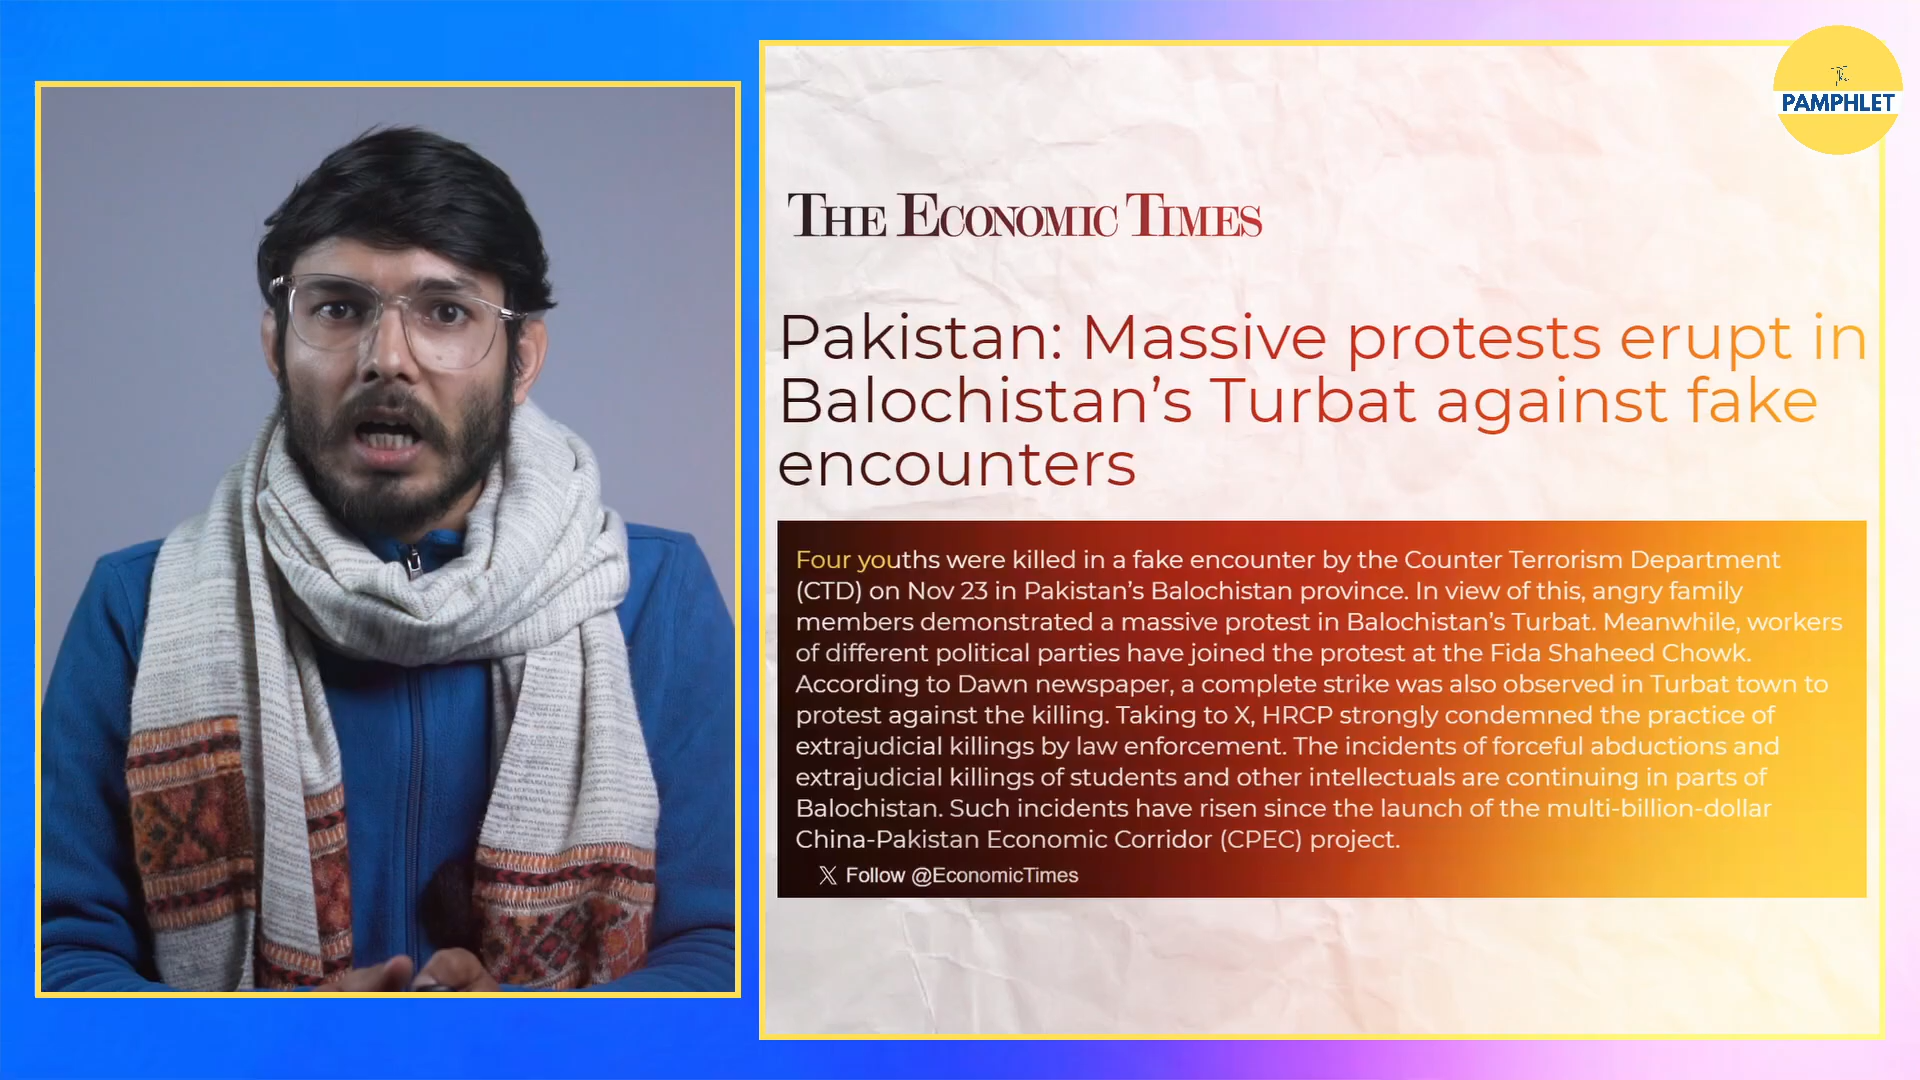 The
PAMPHLET
THE ECONOMIC TIMES
Pakistan: Massive protests erupt in
Balochistan’s Turbat against fake
encounters
Four youths were killed in a fake encounter by the Counter Terrorism Department
(CTD) on Nov 23 in Pakistan’s Balochistan province. In view of this, angry family
members demonstrated a massive protest in Balochistan’s Turbat. Meanwhile, workers
of different political parties have joined the protest at the Fida Shaheed Chowk.
According to Dawn newspaper, a complete strike was also observed in Turbat town to
protest against the killing. Taking to X, HRCP strongly condemned the practice of
extrajudicial killings by law enforcement. The incidents of forceful abductions and
extrajudicial killings of students and other intellectuals are continuing in parts of
Balochistan. Such incidents have risen since the launch of the multi-billion-dollar
China-Pakistan Economic Corridor (CPEC) project.
X Follow @EconomicTimes